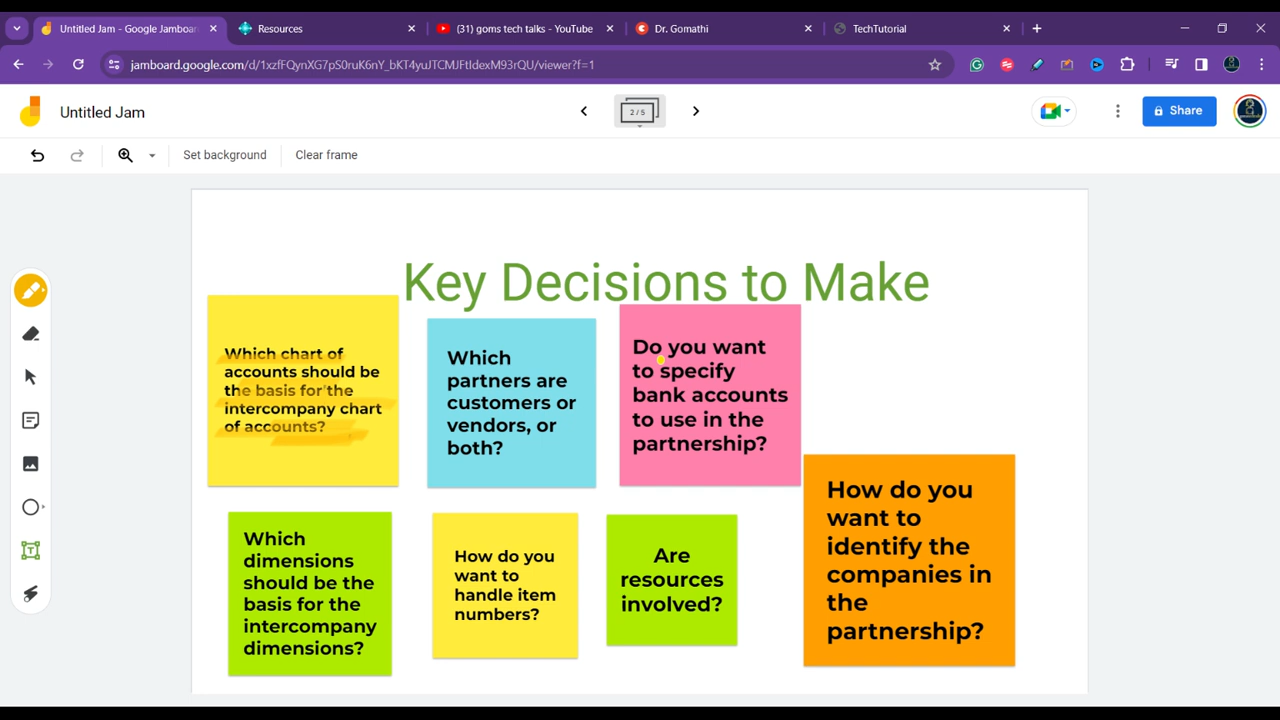 Untitled Jam - Google Jamboar
Resources
(31) goms tech talks - YouTube
Dr. Gomathi
TechTutorial
jamboard.google.com/d/1xzfFQynXG7pS0ruK6nY_bKT4yuJTCMJFtIdexM93rQU/viewer?f=1
Untitled Jam
2 / 5
Share
Set background
Clear frame
Key Decisions to Make
Which chart of
accounts should be
the basis for the
intercompany chart
of accounts?
Which
partners are
customers or
vendors, or
both?
Do you want
to specify
bank accounts
to use in the
partnership?
How do you
want to
identify the
companies in
the
partnership?
Which
dimensions
should be the
basis for the
intercompany
dimensions?
How do you
want to
handle item
numbers?
Are
resources
involved?